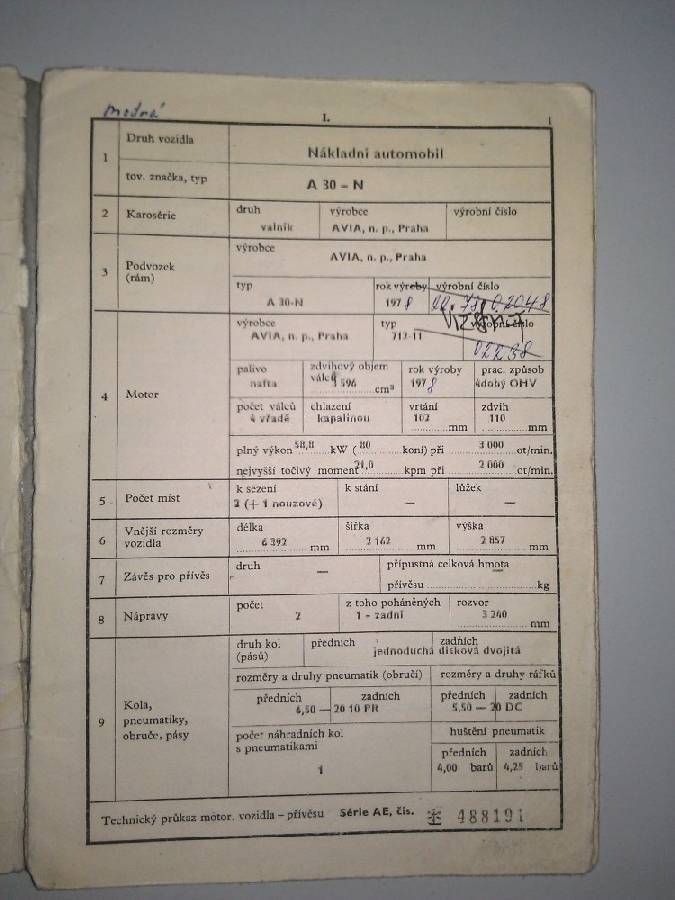 modrá
I. 1
1 Druh vozidla Nákladní automobil
tov. značka, typ A 30 - N
2 Karosérie druh výrobce výrobní číslo
valník AVIA, n. p., Praha
3 Podvozek (rám) výrobce
AVIA, n. p., Praha
typ rok výroby výrobní číslo
A 30-N 1978
4 Motor výrobce typ výrobní číslo
AVIA, n. p., Praha 712-11
02238
palivo zdvihový objem válců rok výroby prac. způsob
nafta 3 596 cm³ 1978 4dobý OHV
počet válců chlazení vrtání zdvih
4 v řadě kapalinou 102 mm 110 mm
plný výkon 58,8 kW (80 koní) při 3 000 ot/min.
nejvyšší točivý moment 21,0 kpm při 2 000 ot/min.
5 Počet míst k sezení k stání lůžek
2 (+ 1 nouzové) — —
6 Vnější rozměry vozidla délka šířka výška
6 392 mm 2 162 mm 2 857 mm
7 Závěs pro přívěs druh — přípustná celková hmota
přívěsu — kg
8 Nápravy počet z toho poháněných rozvor
2 1 - zadní 3 240 mm
9 Kola, pneumatiky, obruče, pásy druh kol (pásů) předních zadních
jednoduchá disková dvojitá
rozměry a druhy pneumatik (obručí) rozměry a druhy ráfků
předních zadních předních zadních
6,50 — 20 10 PR 5,50 — 20 DC
počet náhradních kol s pneumatikami huštění pneumatik
předních zadních
1 4,00 barů 4,25 barů
Technický průkaz motor. vozidla - přívěsu Série AE, čís. 488191